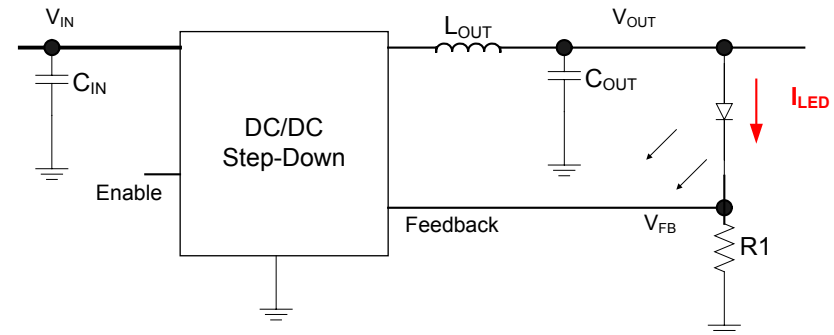 VIN
LOUT
VOUT
CIN
COUT
ILED
DC/DC
Step-Down
Enable
Feedback
VFB
R1